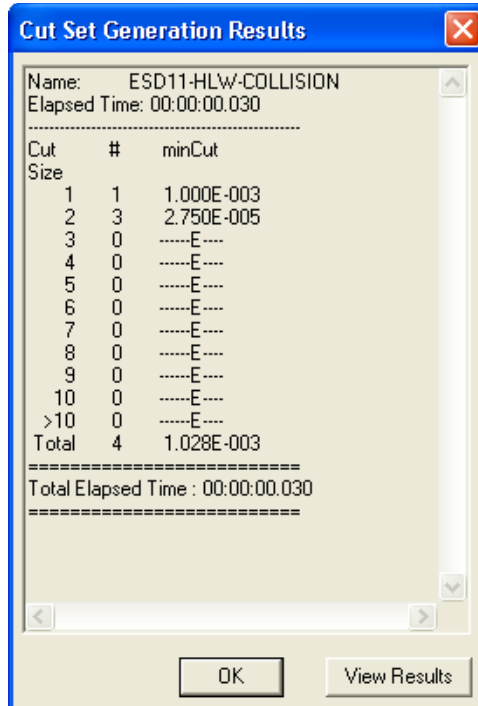 Cut Set Generation Results
Name: ESD11-HLW-COLLISION
Elapsed Time: 00:00:00.030
--------------------------------------------------
Cut # minCut
Size
1 1 1.000E-003
2 3 2.750E-005
3 0 ------E----
4 0 ------E----
5 0 ------E----
6 0 ------E----
7 0 ------E----
8 0 ------E----
9 0 ------E----
10 0 ------E----
>10 0 ------E----
Total 4 1.028E-003
==========================
Total Elapsed Time : 00:00:00.030
==========================
OK View Results